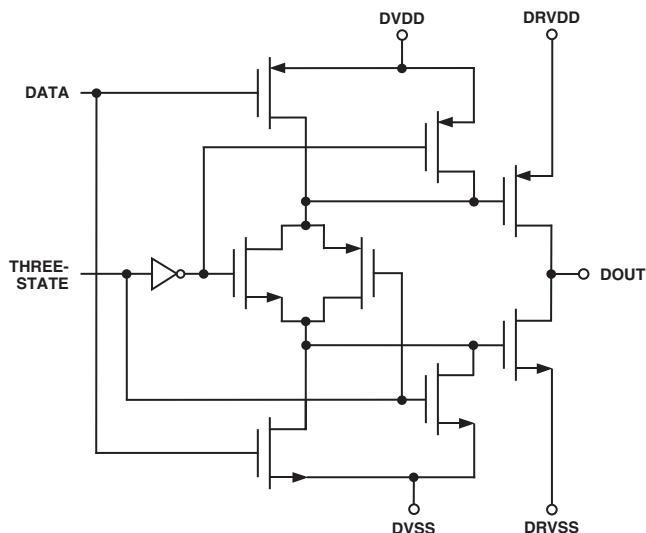 DVDD
DRVDD
DATA
THREE-
STATE
DOUT
DVSS
DRVSS